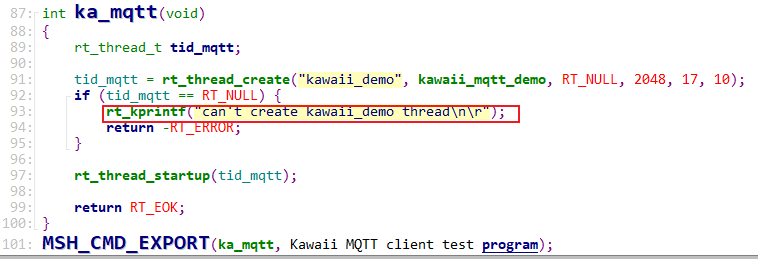 87: int ka_mqtt(void)
88: {
89:     rt_thread_t tid_mqtt;
90:
91:     tid_mqtt = rt_thread_create("kawaii_demo", kawaii_mqtt_demo, RT_NULL, 2048, 17, 10);
92:     if (tid_mqtt == RT_NULL) {
93:         rt_kprintf("can't create kawaii_demo thread\n\r");
94:         return -RT_ERROR;
95:     }
96:
97:     rt_thread_startup(tid_mqtt);
98:
99:     return RT_EOK;
100: }
101: MSH_CMD_EXPORT(ka_mqtt, Kawaii MQTT client test program);